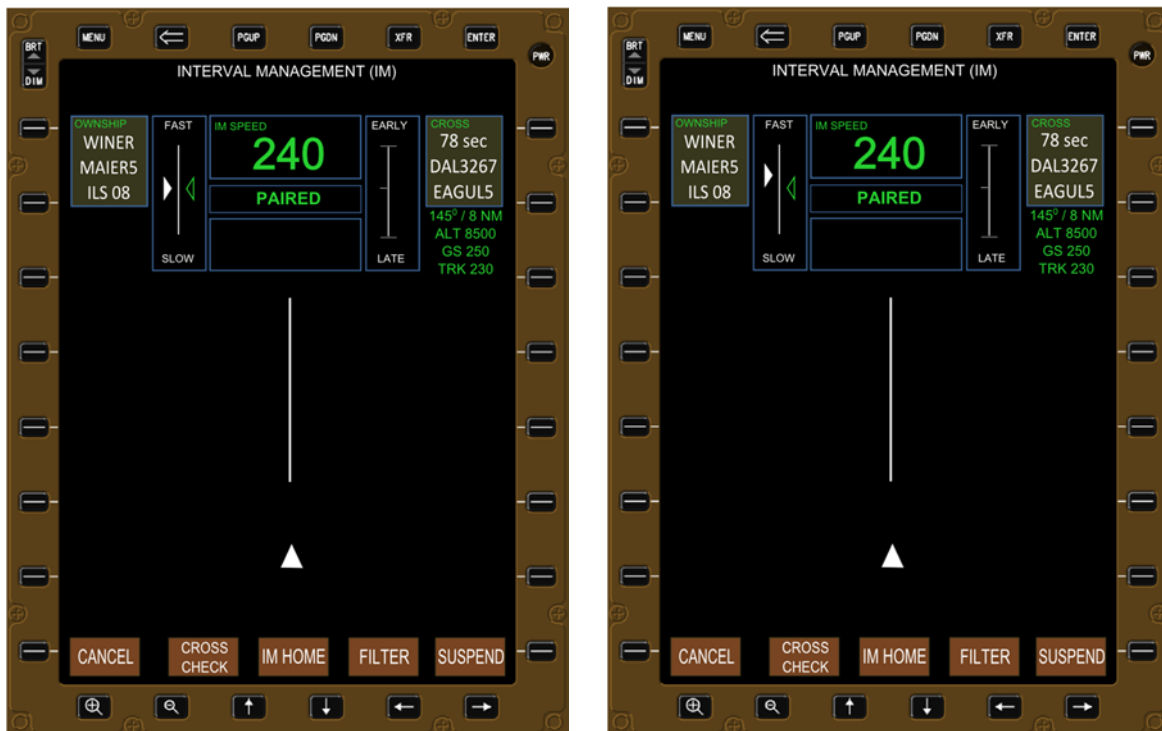 MENU
PGUP
PGDN
XFR
ENTER
BRT
DIM
PWR
INTERVAL MANAGEMENT (IM)
OWNSHIP
WINER
MAIER5
ILS 08
FAST
SLOW
IM SPEED
240
PAIRED
EARLY
LATE
CROSS
78 sec
DAL3267
EAGUL5
145⁰ / 8 NM
ALT 8500
GS 250
TRK 230
CANCEL
CROSS
CHECK
IM HOME
FILTER
SUSPEND
MENU
PGUP
PGDN
XFR
ENTER
BRT
DIM
PWR
INTERVAL MANAGEMENT (IM)
OWNSHIP
WINER
MAIER5
ILS 08
FAST
SLOW
IM SPEED
240
PAIRED
EARLY
LATE
CROSS
78 sec
DAL3267
EAGUL5
145⁰ / 8 NM
ALT 8500
GS 250
TRK 230
CANCEL
CROSS
CHECK
IM HOME
FILTER
SUSPEND